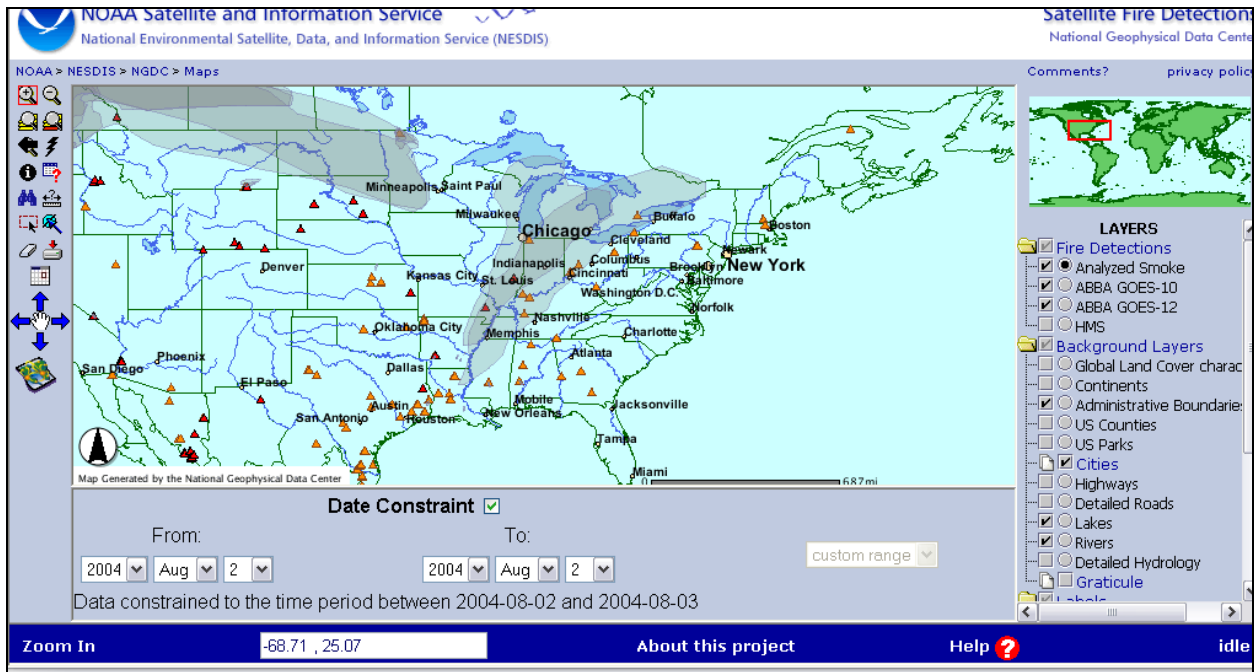 NOAA Satellite and Information Service
National Environmental Satellite, Data, and Information Service (NESDIS)
Satellite Fire Detections
National Geophysical Data Cente
NOAA > NESDIS > NGDC > Maps
Comments? privacy policy
Minneapolis Saint Paul
Milwaukee
Chicago
Buffalo
Boston
Cleveland
Newark
Denver
Indianapolis
Columbus
Brooklyn
New York
Kansas City
St. Louis
Cincinnati
Baltimore
Washington D.C.
Norfolk
Oklahoma City
Nashville
Memphis
Charlotte
San Diego
Phoenix
Atlanta
El Paso
Dallas
Austin
Mobile
Jacksonville
San Antonio
Houston
New Orleans
Tampa
Miami
0 687mi
Map Generated by the National Geophysical Data Center
LAYERS
Fire Detections
Analyzed Smoke
ABBA GOES-10
ABBA GOES-12
HMS
Background Layers
Global Land Cover charac
Continents
Administrative Boundaries
US Counties
US Parks
Cities
Highways
Detailed Roads
Lakes
Rivers
Detailed Hydrology
Graticule
Labels
Date Constraint
From: To:
2004 Aug 2 2004 Aug 2
custom range
Data constrained to the time period between 2004-08-02 and 2004-08-03
Zoom In -68.71 , 25.07 About this project Help ? idle